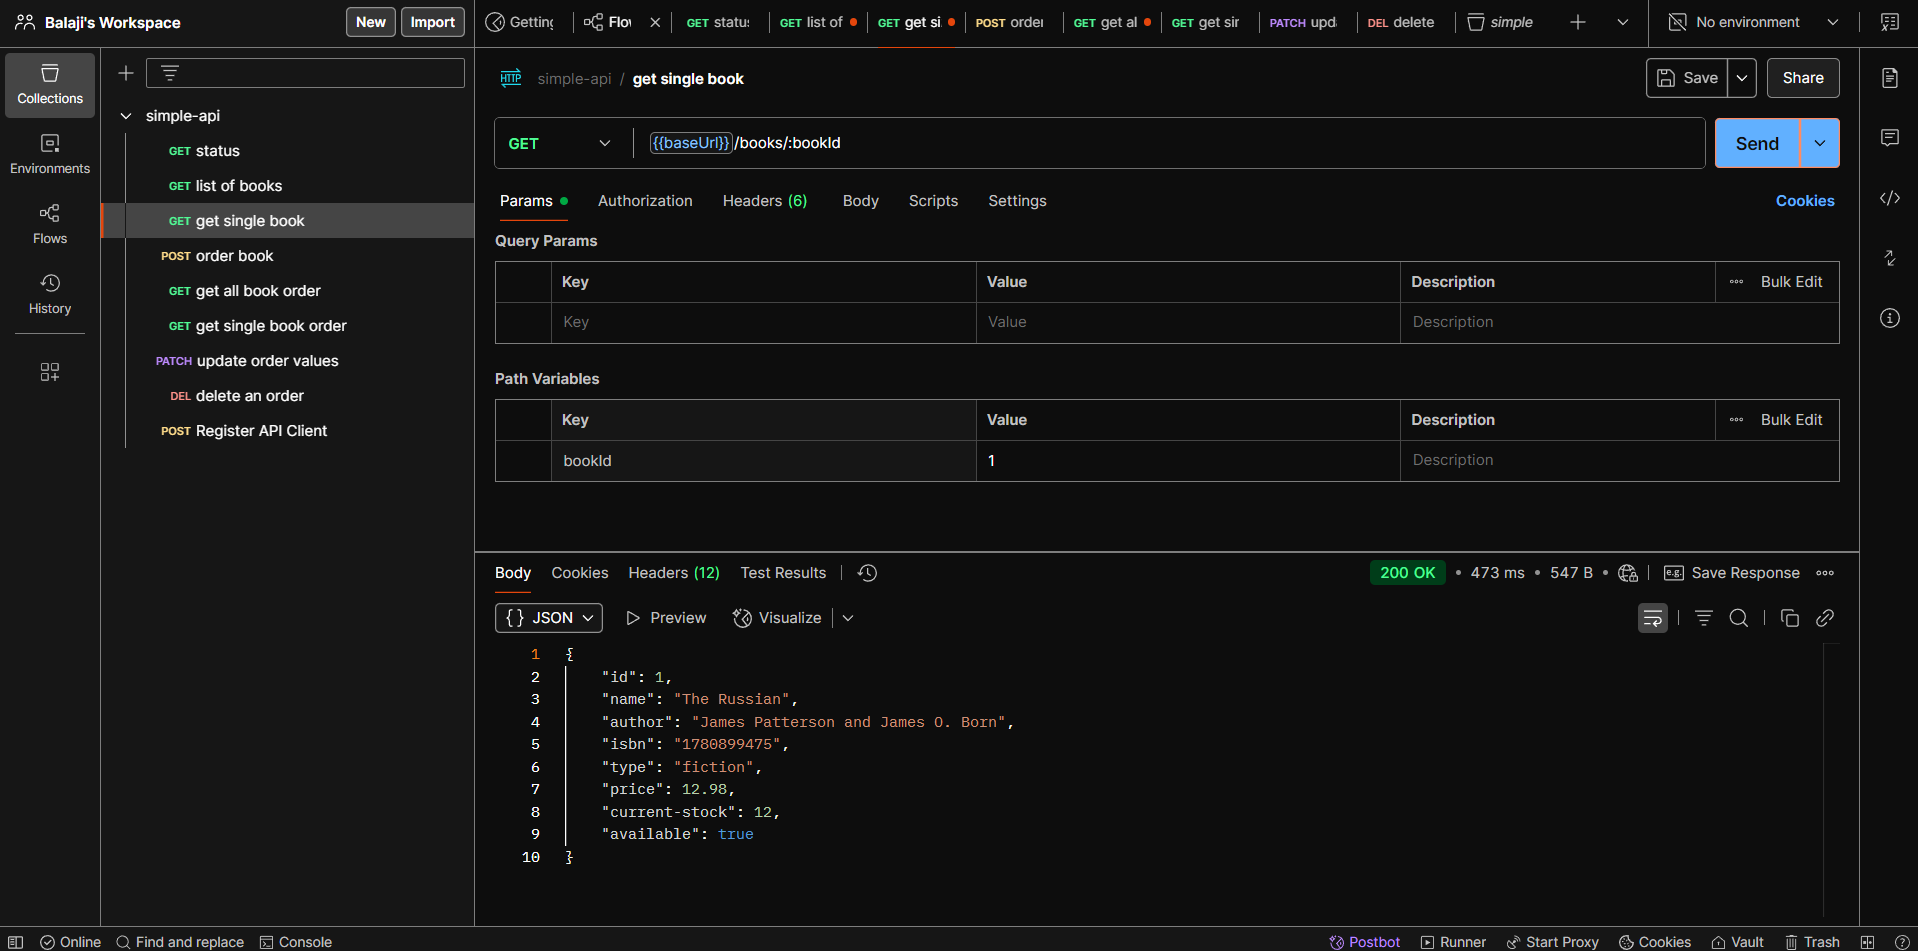 Balaji's Workspace New Import
Getting Flo GET status GET list of GET get si POST order GET get al GET get sin PATCH upd DEL delete simple No environment
Collections
Environments
Flows
History
simple-api
GET status
GET list of books
GET get single book
POST order book
GET get all book order
GET get single book order
PATCH update order values
DEL delete an order
POST Register API Client
HTTP simple-api / get single book Save Share
GET {{baseUrl}}/books/:bookId Send
Params Authorization Headers (6) Body Scripts Settings Cookies
Query Params
Key Value Description Bulk Edit
Key Value Description
Path Variables
Key Value Description Bulk Edit
bookId 1 Description
Body Cookies Headers (12) Test Results 200 OK • 473 ms • 547 B • e.g. Save Response
{} JSON Preview Visualize
1 {
2 "id": 1,
3 "name": "The Russian",
4 "author": "James Patterson and James O. Born",
5 "isbn": "1780899475",
6 "type": "fiction",
7 "price": 12.98,
8 "current-stock": 12,
9 "available": true
10 }
Online Find and replace Console Postbot Runner Start Proxy Cookies Vault Trash